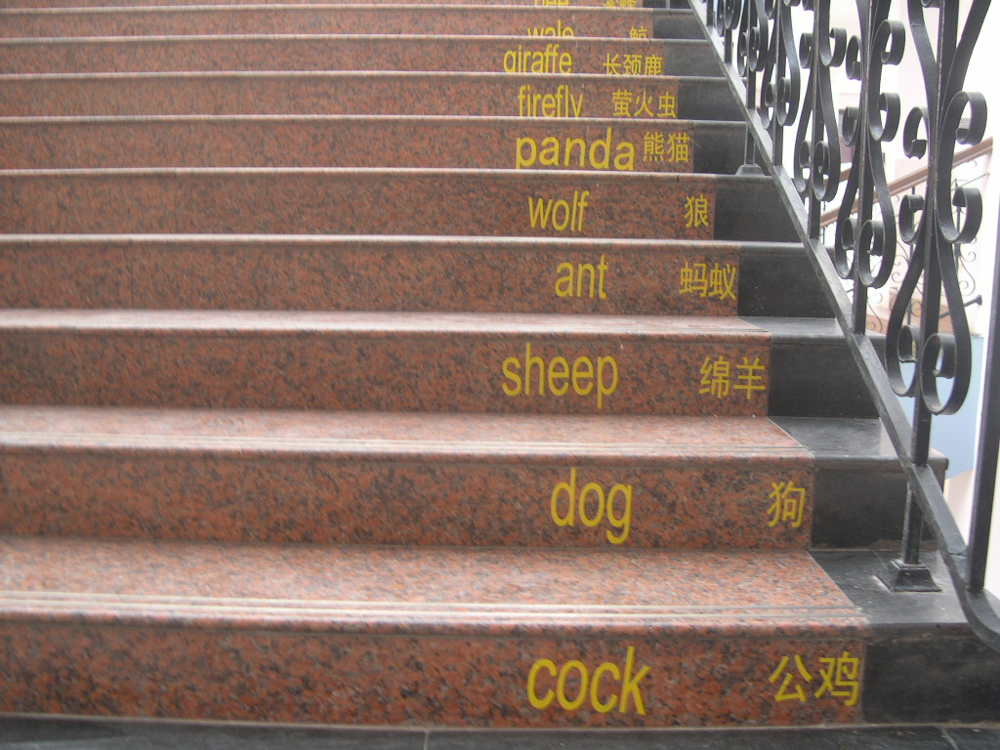 wale 鲸
giraffe 长颈鹿
firefly 萤火虫
panda 熊猫
wolf 狼
ant 蚂蚁
sheep 绵羊
dog 狗
cock 公鸡